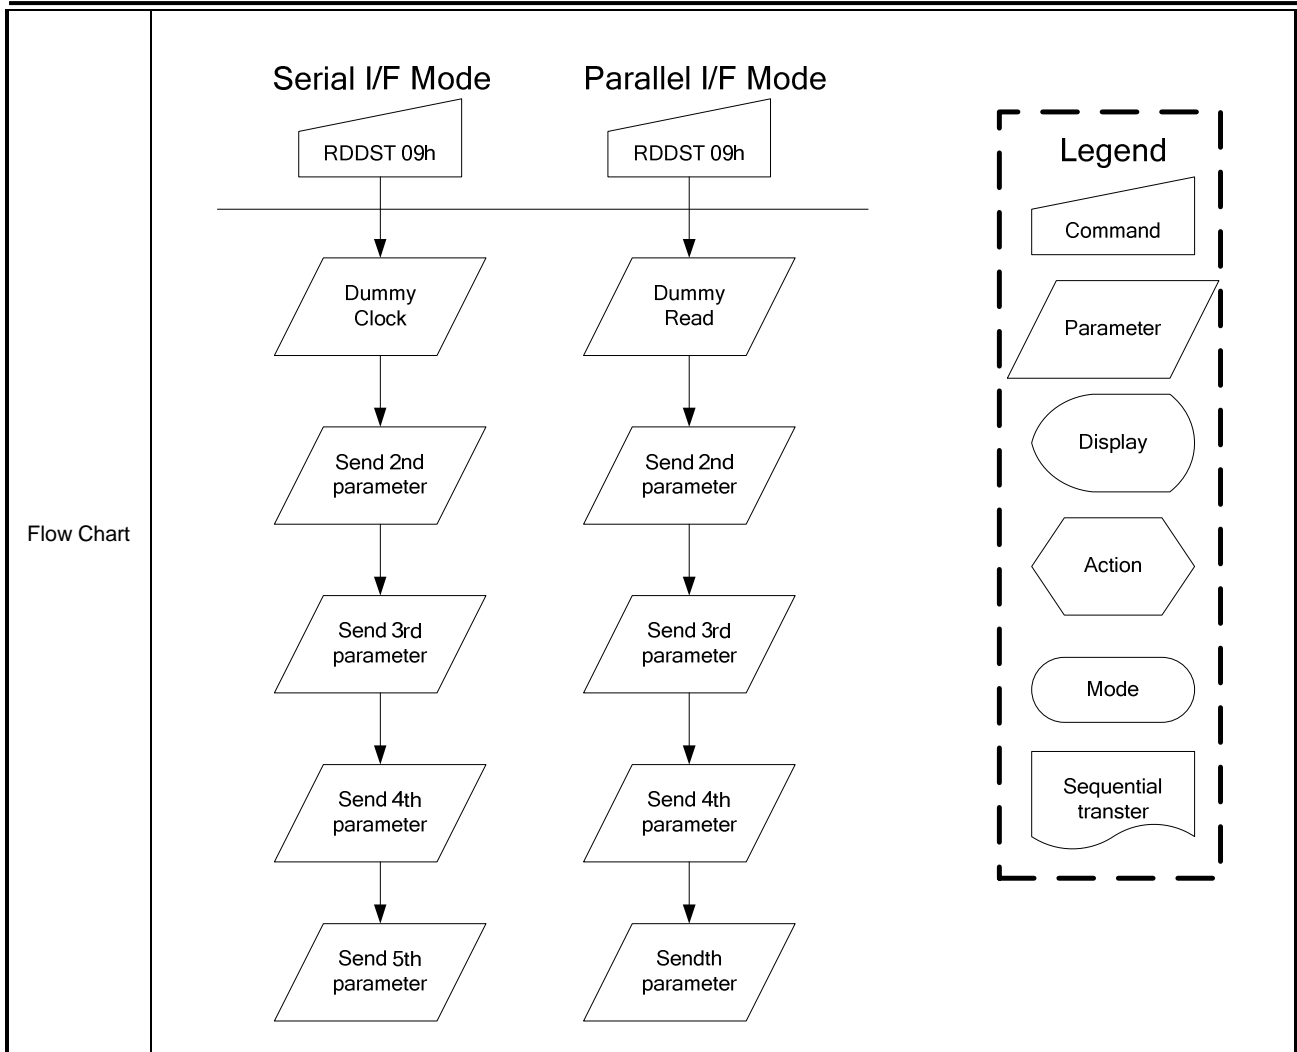 Flow Chart
Serial I/F Mode
RDDST 09h
Dummy
Clock
Send 2nd
parameter
Send 3rd
parameter
Send 4th
parameter
Send 5th
parameter
Parallel I/F Mode
RDDST 09h
Dummy
Read
Send 2nd
parameter
Send 3rd
parameter
Send 4th
parameter
Sendth
parameter
Legend
Command
Parameter
Display
Action
Mode
Sequential
transter